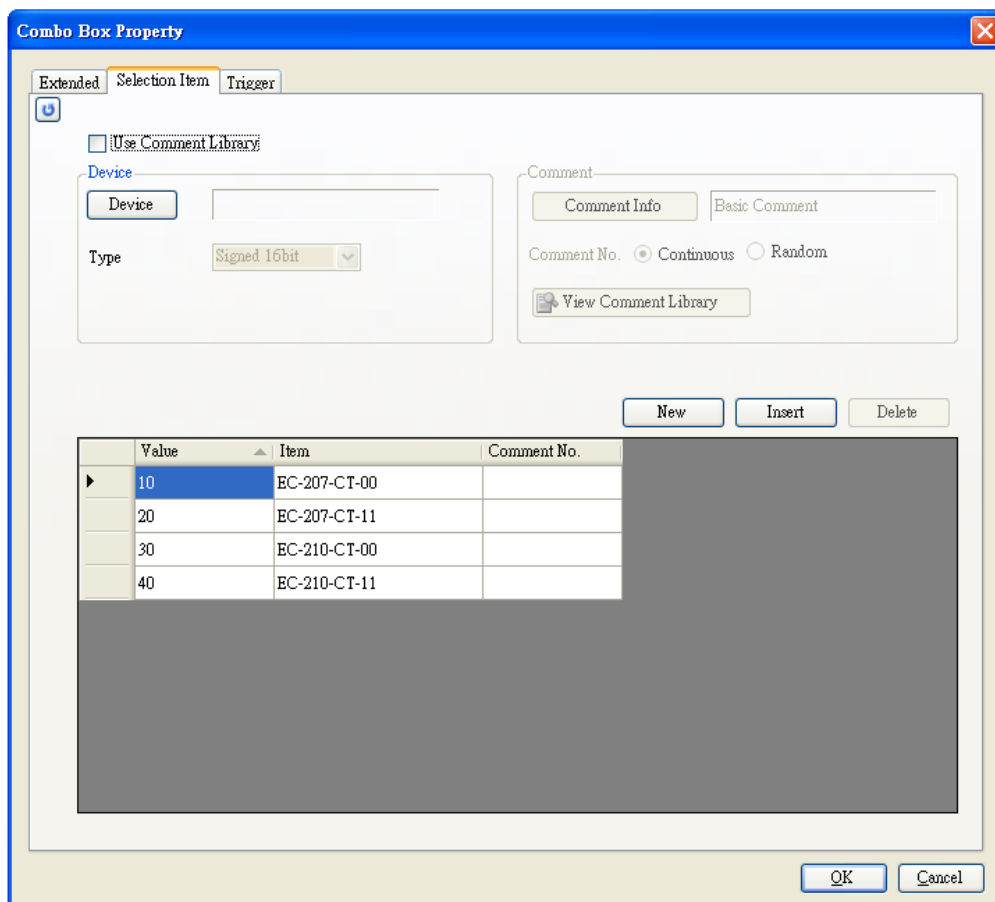 Combo Box Property
Extended Selection Item Trigger
Use Comment Library
Device
Device
Type Signed 16bit
Comment
Comment Info Basic Comment
Comment No. Continuous Random
View Comment Library
New Insert Delete
Value Item Comment No.
10 EC-207-CT-00
20 EC-207-CT-11
30 EC-210-CT-00
40 EC-210-CT-11
OK Cancel